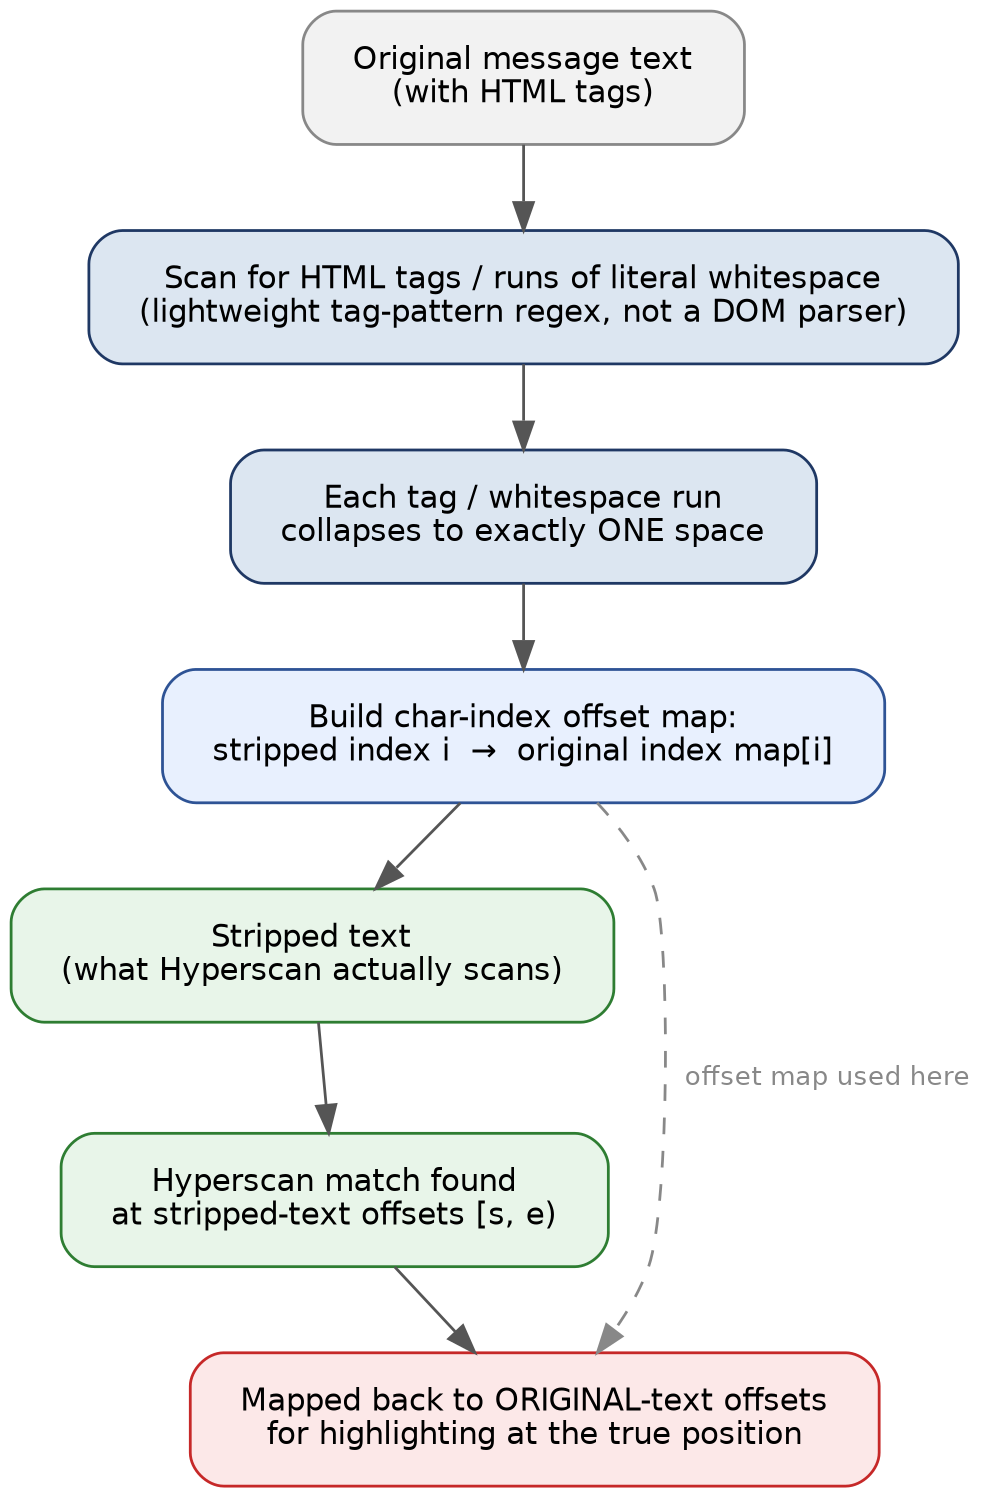 Original message text
(with HTML tags)
Scan for HTML tags / runs of literal whitespace
(lightweight tag-pattern regex, not a DOM parser)
Each tag / whitespace run
collapses to exactly ONE space
Build char-index offset map:
stripped index i → original index map[i]
Stripped text
(what Hyperscan actually scans)
offset map used here
Hyperscan match found
at stripped-text offsets [s, e)
Mapped back to ORIGINAL-text offsets
for highlighting at the true position